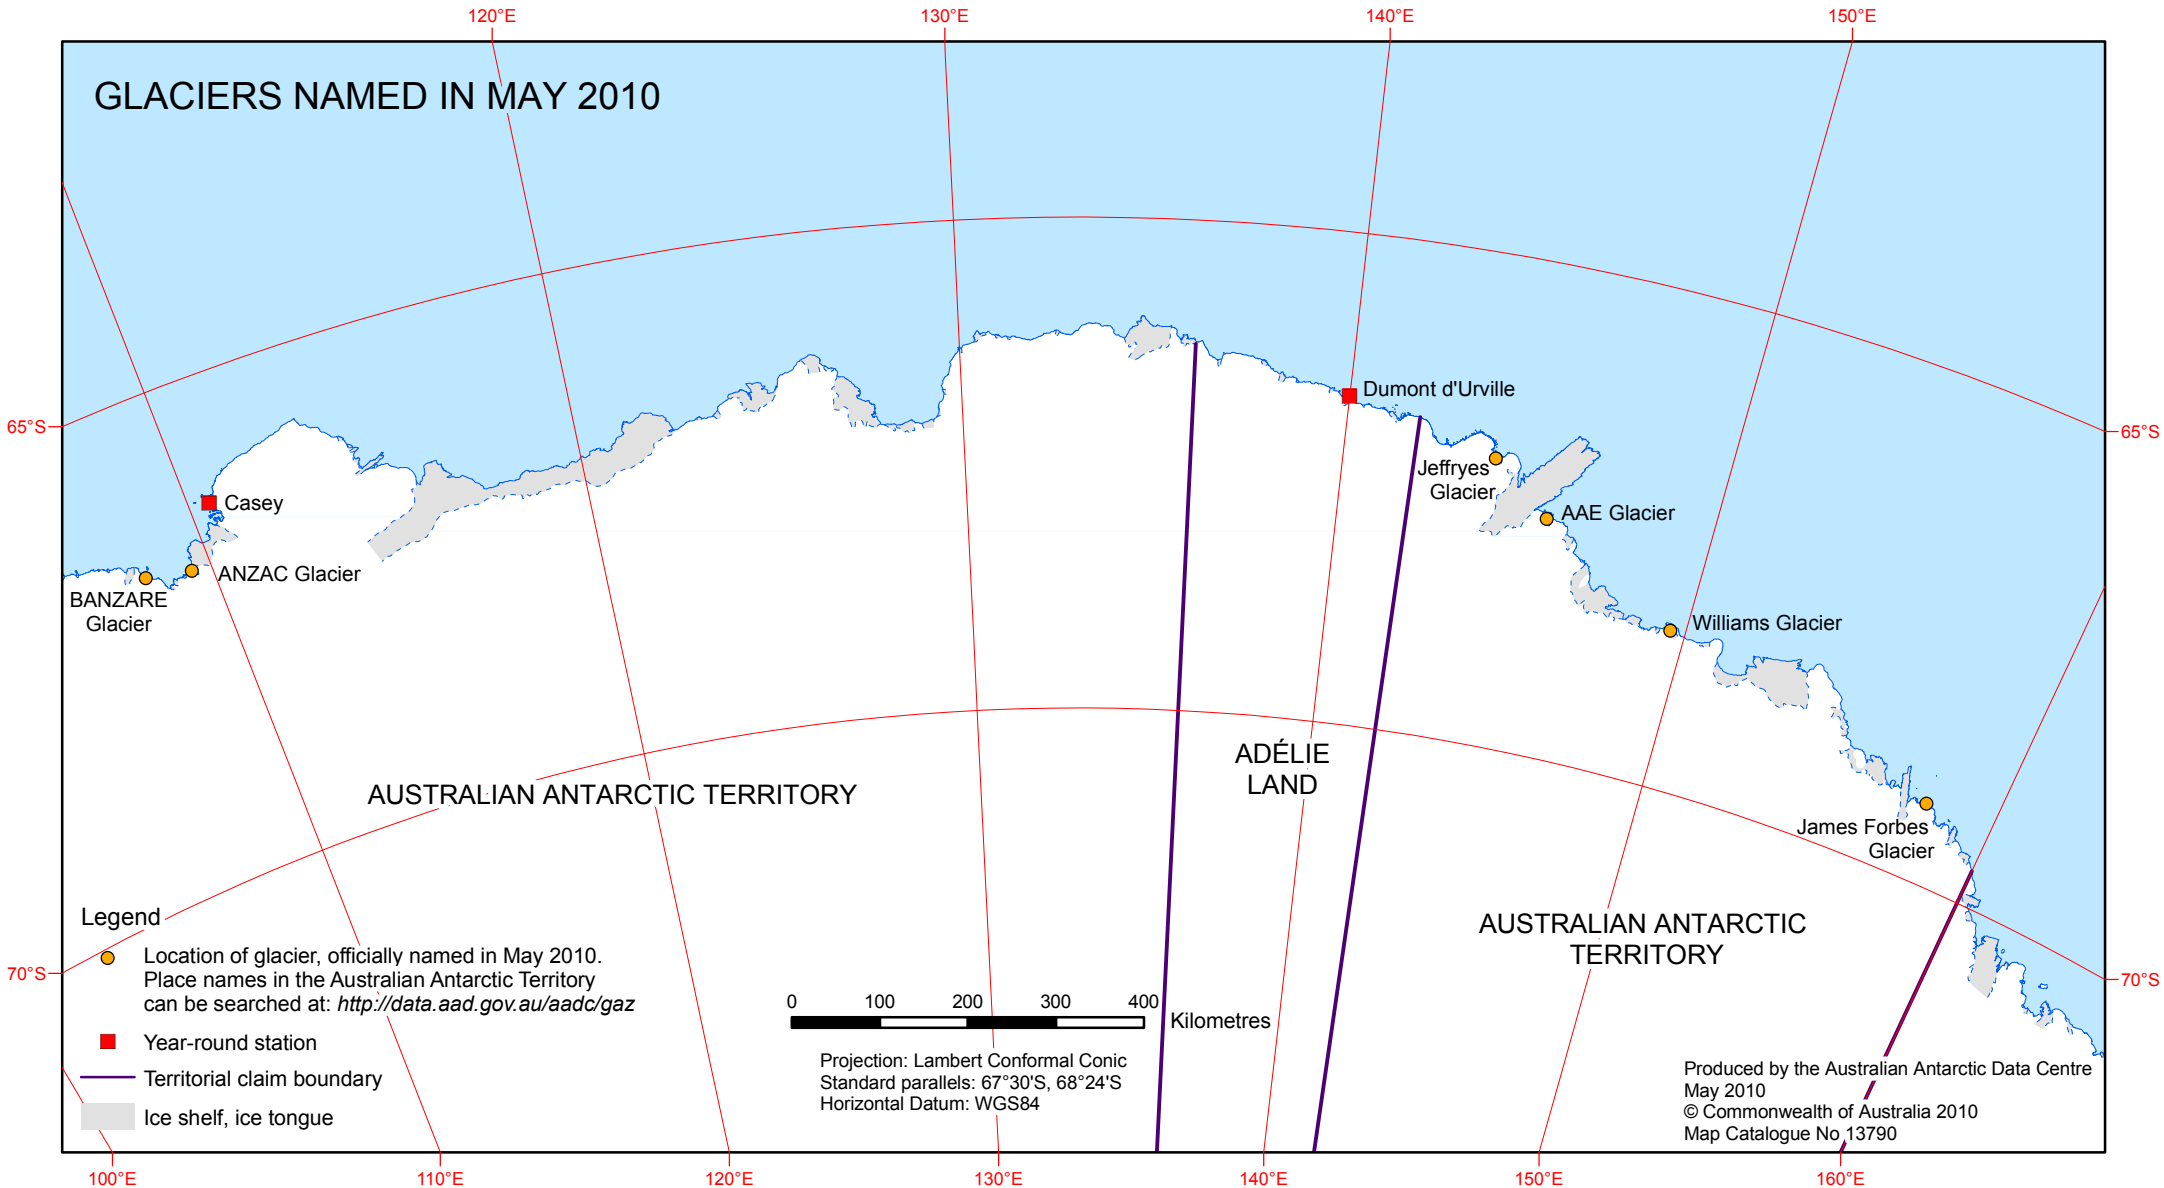 120°E
130°E
140°E
150°E
GLACIERS NAMED IN MAY 2010
Dumont d'Urville
65°S
65°S
Jeffryes
Glacier
Casey
AAE Glacier
ANZAC Glacier
BANZARE
Glacier
Williams Glacier
ADÉLIE
LAND
AUSTRALIAN ANTARCTIC TERRITORY
James Forbes
Glacier
AUSTRALIAN ANTARCTIC
TERRITORY
Legend
Location of glacier, officially named in May 2010.
Place names in the Australian Antarctic Territory
can be searched at: http://data.aad.gov.au/aadc/gaz
70°S
70°S
0 100 200 300 400
Kilometres
Year-round station
Territorial claim boundary
Ice shelf, ice tongue
Projection: Lambert Conformal Conic
Standard parallels: 67°30'S, 68°24'S
Horizontal Datum: WGS84
Produced by the Australian Antarctic Data Centre
May 2010
© Commonwealth of Australia 2010
Map Catalogue No 13790
100°E
110°E
120°E
130°E
140°E
150°E
160°E